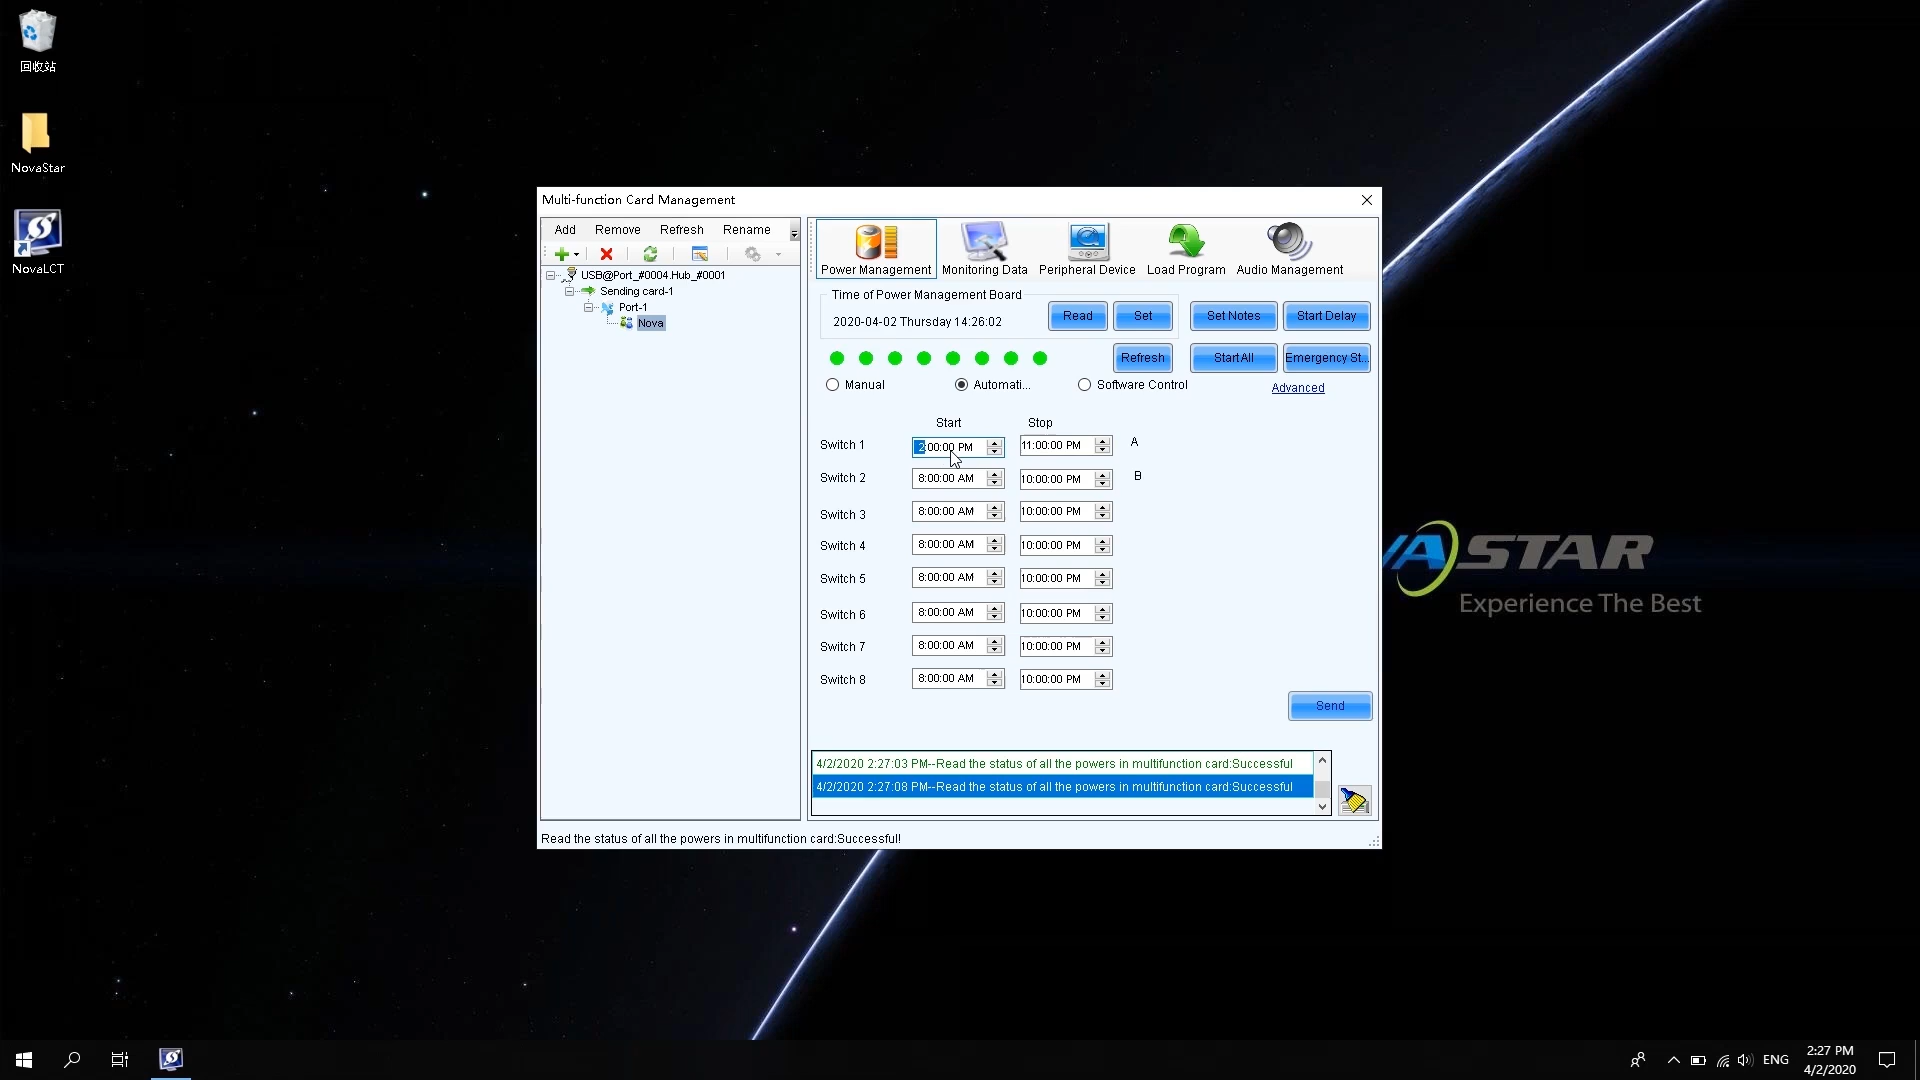 回收站
NovaStar
NovaLCT
Multi-function Card Management
Add Remove Refresh Rename
USB@Port_#0004.Hub_#0001
Sending card-1
Port-1
Nova
Power Management Monitoring Data Peripheral Device Load Program Audio Management
Time of Power Management Board
2020-04-02 Thursday 14:26:02
Read Set Set Notes Start Delay
Refresh Start All Emergency St...
Manual Automati... Software Control Advanced
Start Stop
Switch 1 2:00:00 PM 11:00:00 PM A
Switch 2 8:00:00 AM 10:00:00 PM B
Switch 3 8:00:00 AM 10:00:00 PM
Switch 4 8:00:00 AM 10:00:00 PM
Switch 5 8:00:00 AM 10:00:00 PM
Switch 6 8:00:00 AM 10:00:00 PM
Switch 7 8:00:00 AM 10:00:00 PM
Switch 8 8:00:00 AM 10:00:00 PM
Send
4/2/2020 2:27:03 PM--Read the status of all the powers in multifunction card:Successful
4/2/2020 2:27:08 PM--Read the status of all the powers in multifunction card:Successful
Read the status of all the powers in multifunction card:Successful!
STAR
Experience The Best
ENG
2:27 PM
4/2/2020